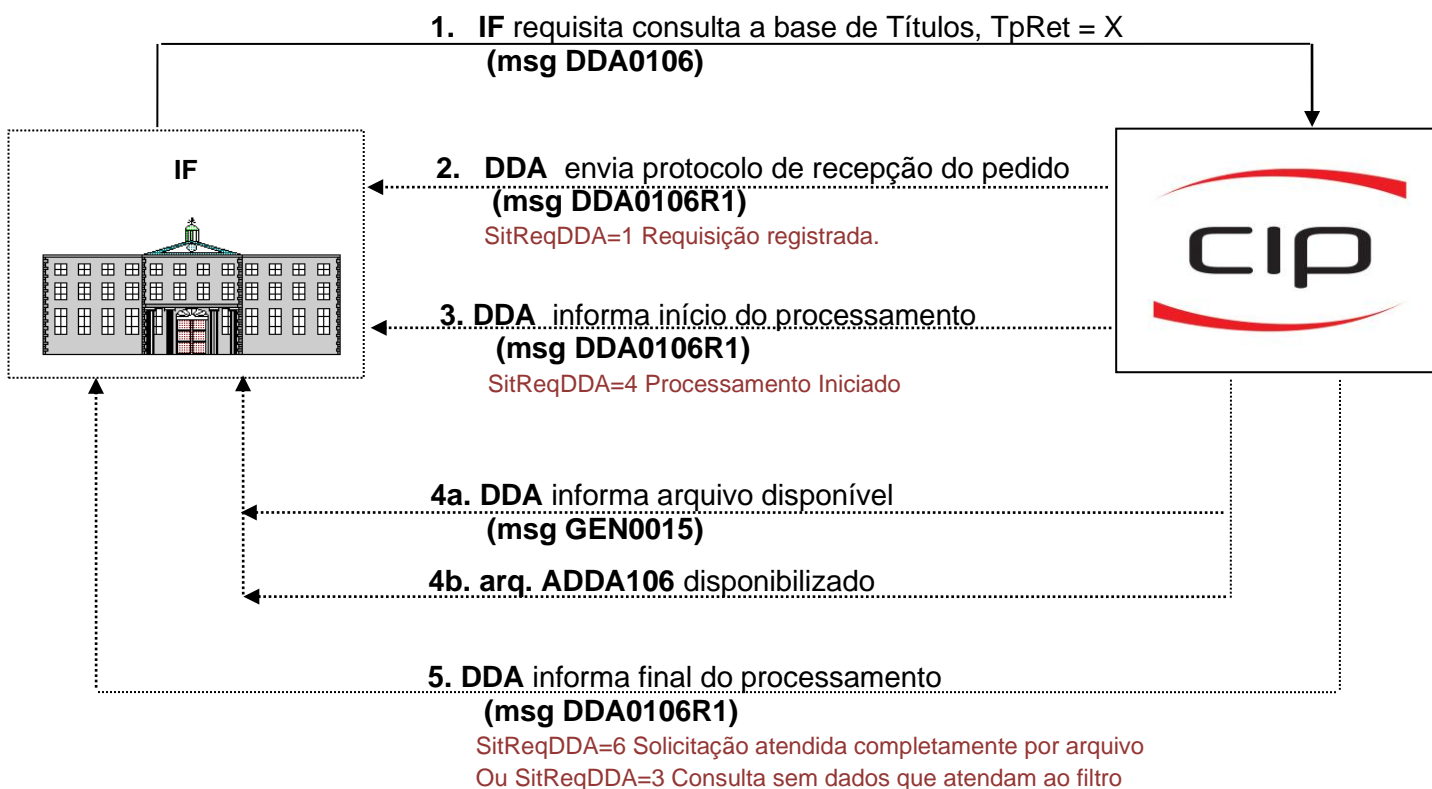 1. IF requisita consulta a base de Títulos, TpRet = X
(msg DDA0106)
IF
2. DDA envia protocolo de recepção do pedido
(msg DDA0106R1)
SitReqDDA=1 Requisição registrada.
cip
3. DDA informa início do processamento
(msg DDA0106R1)
SitReqDDA=4 Processamento Iniciado
4a. DDA informa arquivo disponível
(msg GEN0015)
4b. arq. ADDA106 disponibilizado
5. DDA informa final do processamento
(msg DDA0106R1)
SitReqDDA=6 Solicitação atendida completamente por arquivo
Ou SitReqDDA=3 Consulta sem dados que atendam ao filtro